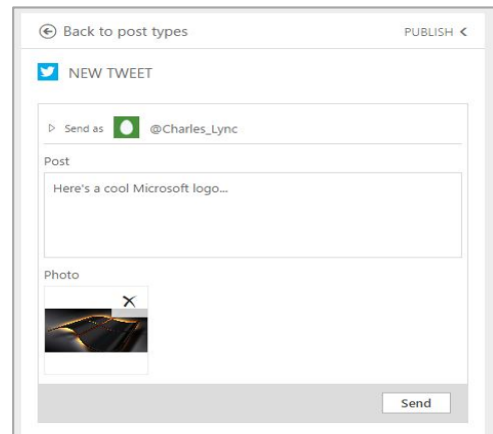 Back to post types
PUBLISH <
NEW TWEET
Send as @Charles_Lync
Post
Here's a cool Microsoft logo...
Photo
Send